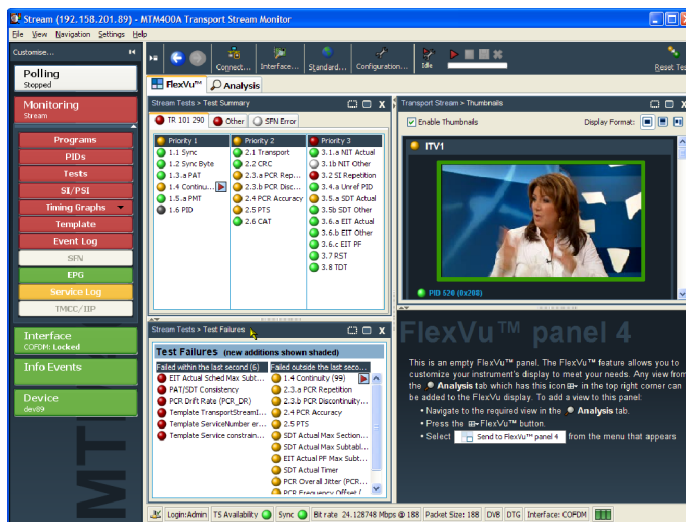 Stream (192.158.201.89) - MTM400A Transport Stream Monitor
File View Navigation Settings Help
Customise...
Polling
Stopped
Monitoring
Stream
Programs
PIDs
Tests
SI/PSI
Timing Graphs
Template
Event Log
SFN
EPG
Service Log
TMCC/IIP
Interface
COFDM: Locked
Info Events
Device
dev89
MTM
Connect...
Interface...
Standard...
Configuration...
Idle
Reset Tes
FlexVu™
Analysis
Stream Tests > Test Summary
TR 101 290
Other
SFN Error
Priority 1
1.1 Sync
1.2 Sync Byte
1.3.a PAT
1.4 Continu...
1.5.a PMT
1.6 PID
Priority 2
2.1 Transport
2.2 CRC
2.3.a PCR Rep...
2.3.b PCR Disc...
2.4 PCR Accuracy
2.5 PTS
2.6 CAT
Priority 3
3.1.a NIT Actual
3.1b NIT Other
3.2 SI Repetition
3.4.a Unref PID
3.5.a SDT Actual
3.5b SDT Other
3.6.a EIT Actual
3.6.b EIT Other
3.6.c EIT PF
3.7 RST
3.8 TDT
Transport Stream > Thumbnails
Enable Thumbnails
Display Format:
ITV1
PID 520 (0x208)
Stream Tests > Test Failures
Test Failures (new additions shown shaded)
Failed within the last second (6)
EIT Actual Sched Max Subt...
PAT/SDT Consistency
PCR Drift Rate (PCR_DR)
Template TransportStreamI...
Template ServiceNumber er...
Template Service constrain...
Failed outside the last seco...
1.4 Continuity (99)
2.3.a PCR Repetition
2.3.b PCR Discontinuity...
2.4 PCR Accuracy
2.5 PTS
SDT Actual Max Section...
SDT Actual Max Subtabl...
EIT Actual PF Max Subt...
SDT Actual Timer
PCR Overall Jitter (PCR...
PCR Frequency Offset (
FlexVu™ panel 4
This is an empty FlexVu™ panel. The FlexVu™ feature allows you to
customize your instrument's display to meet your needs. Any view from
the Analysis tab which has this icon in the top right corner can
be added to the FlexVu display. To add a view to this panel:
• Navigate to the required view in the Analysis tab.
• Press the FlexVu™ button.
• Select Send to FlexVu™ panel 4 from the menu that appears
Login:Admin TS Availability Sync Bit rate 24.128748 Mbps @ 188 Packet Size: 188 DVB DTG Interface: COFDM